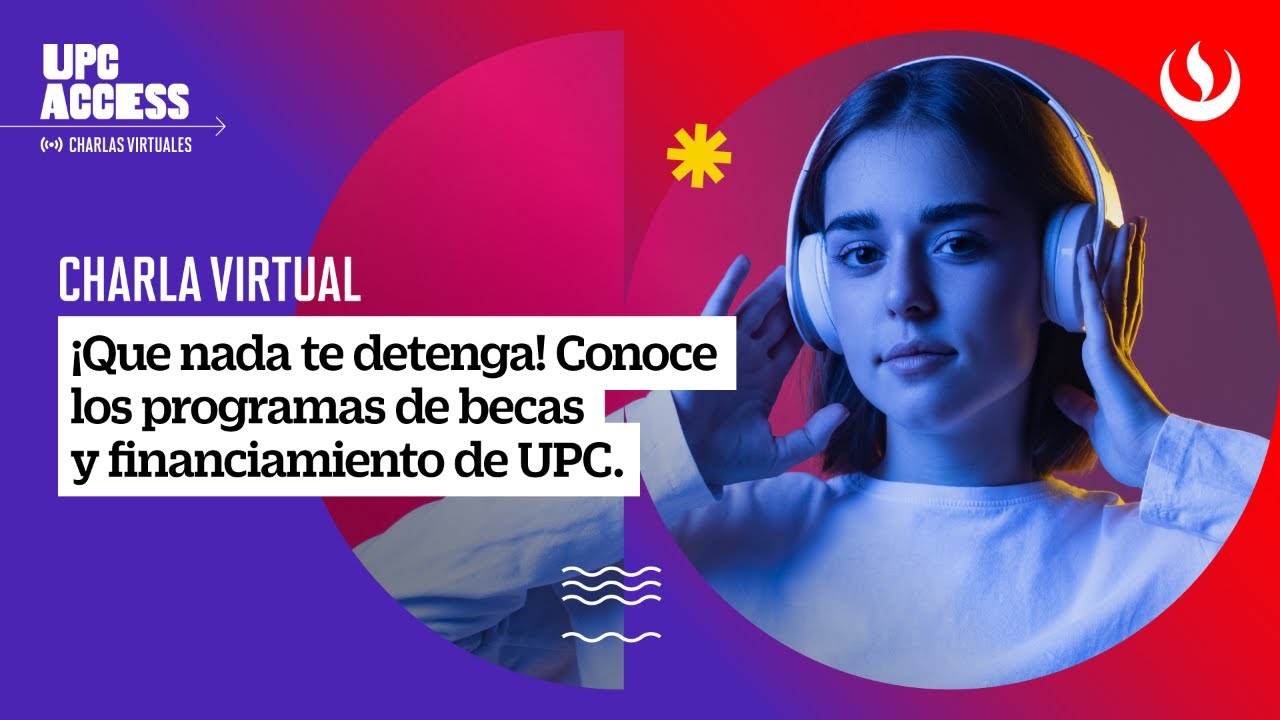 UPC
ACCESS
CHARLAS VIRTUALES
CHARLA VIRTUAL
¡Que nada te detenga! Conoce
los programas de becas
y financiamiento de UPC.